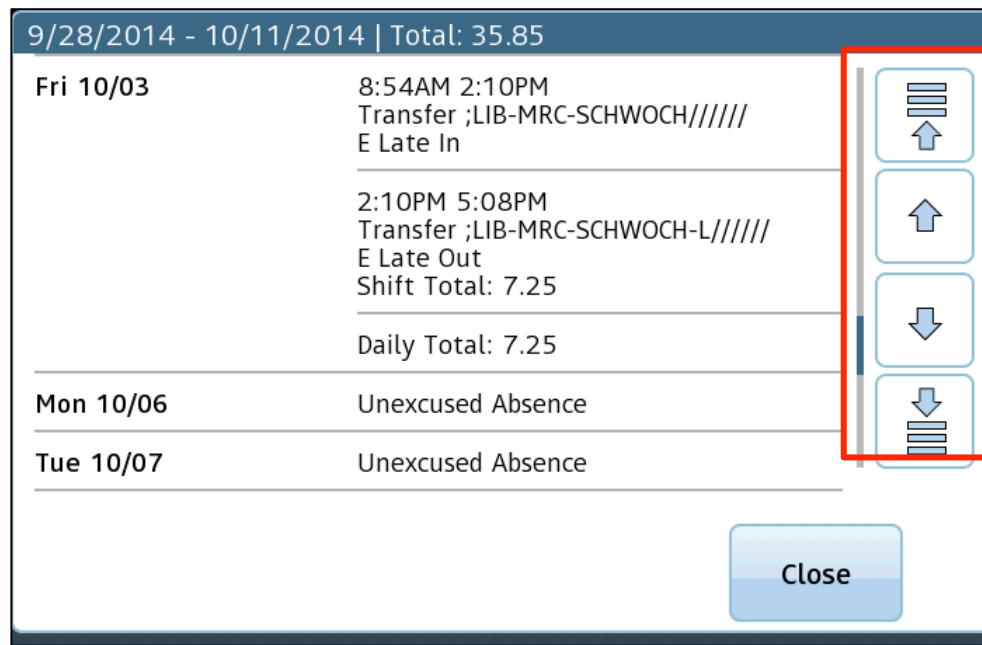 9/28/2014 - 10/11/2014 | Total: 35.85
Fri 10/03
8:54AM 2:10PM
Transfer ;LIB-MRC-SCHWOCH//////
E Late In
2:10PM 5:08PM
Transfer ;LIB-MRC-SCHWOCH-L//////
E Late Out
Shift Total: 7.25
Daily Total: 7.25
Mon 10/06 Unexcused Absence
Tue 10/07 Unexcused Absence
Close